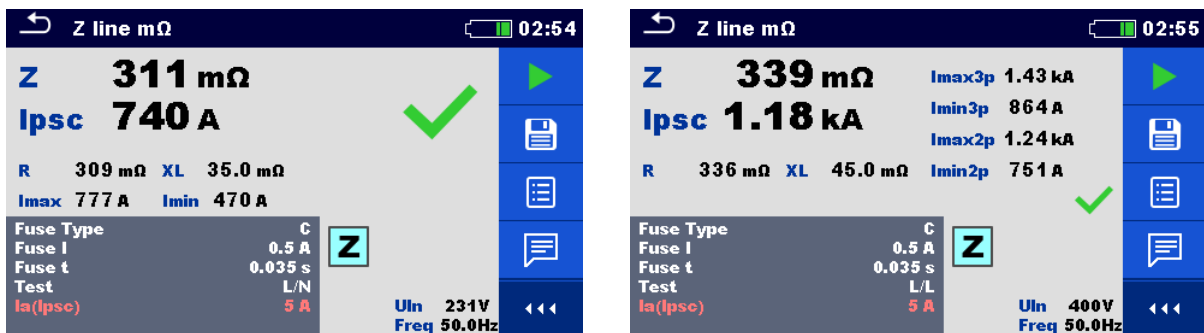 Z line mΩ 02:54
Z 311 mΩ
Ipsc 740 A
R 309 mΩ XL 35.0 mΩ
Imax 777 A Imin 470 A
Fuse Type C
Fuse I 0.5 A
Fuse t 0.035 s
Test L/N
Ia(Ipsc) 5 A
Z
Uln 231V
Freq 50.0Hz
Z line mΩ 02:55
Z 339 mΩ
Ipsc 1.18 kA
Imax3p 1.43 kA
Imin3p 864 A
Imax2p 1.24 kA
Imin2p 751 A
R 336 mΩ XL 45.0 mΩ
Fuse Type C
Fuse I 0.5 A
Fuse t 0.035 s
Test L/L
Ia(Ipsc) 5 A
Z
Uln 400V
Freq 50.0Hz